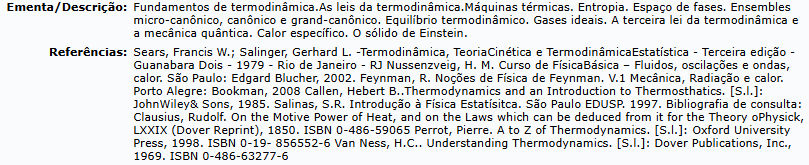 Ementa/Descrição: Fundamentos de termodinâmica.As leis da termodinâmica.Máquinas térmicas. Entropia. Espaço de fases. Ensembles
micro-canônico, canônico e grand-canônico. Equilíbrio termodinâmico. Gases ideais. A terceira lei da termodinâmica e
a mecânica quântica. Calor específico. O sólido de Einstein.
Referências: Sears, Francis W.; Salinger, Gerhard L. -Termodinâmica, TeoriaCinética e TermodinâmicaEstatística - Terceira edição -
Guanabara Dois - 1979 - Rio de Janeiro - RJ Nussenzveig, H. M. Curso de FísicaBásica – Fluidos, oscilações e ondas,
calor. São Paulo: Edgard Blucher, 2002. Feynman, R. Noções de Física de Feynman. V.1 Mecânica, Radiação e calor.
Porto Alegre: Bookman, 2008 Callen, Hebert B..Thermodynamics and an Introduction to Thermosthatics. [S.l.]:
JohnWiley& Sons, 1985. Salinas, S.R. Introdução à Física Estatísitca. São Paulo EDUSP. 1997. Bibliografia de consulta:
Clausius, Rudolf. On the Motive Power of Heat, and on the Laws which can be deduced from it for the Theory oPhysick,
LXXIX (Dover Reprint), 1850. ISBN 0-486-59065 Perrot, Pierre. A to Z of Thermodynamics. [S.l.]: Oxford University
Press, 1998. ISBN 0-19- 856552-6 Van Ness, H.C.. Understanding Thermodynamics. [S.l.]: Dover Publications, Inc.,
1969. ISBN 0-486-63277-6